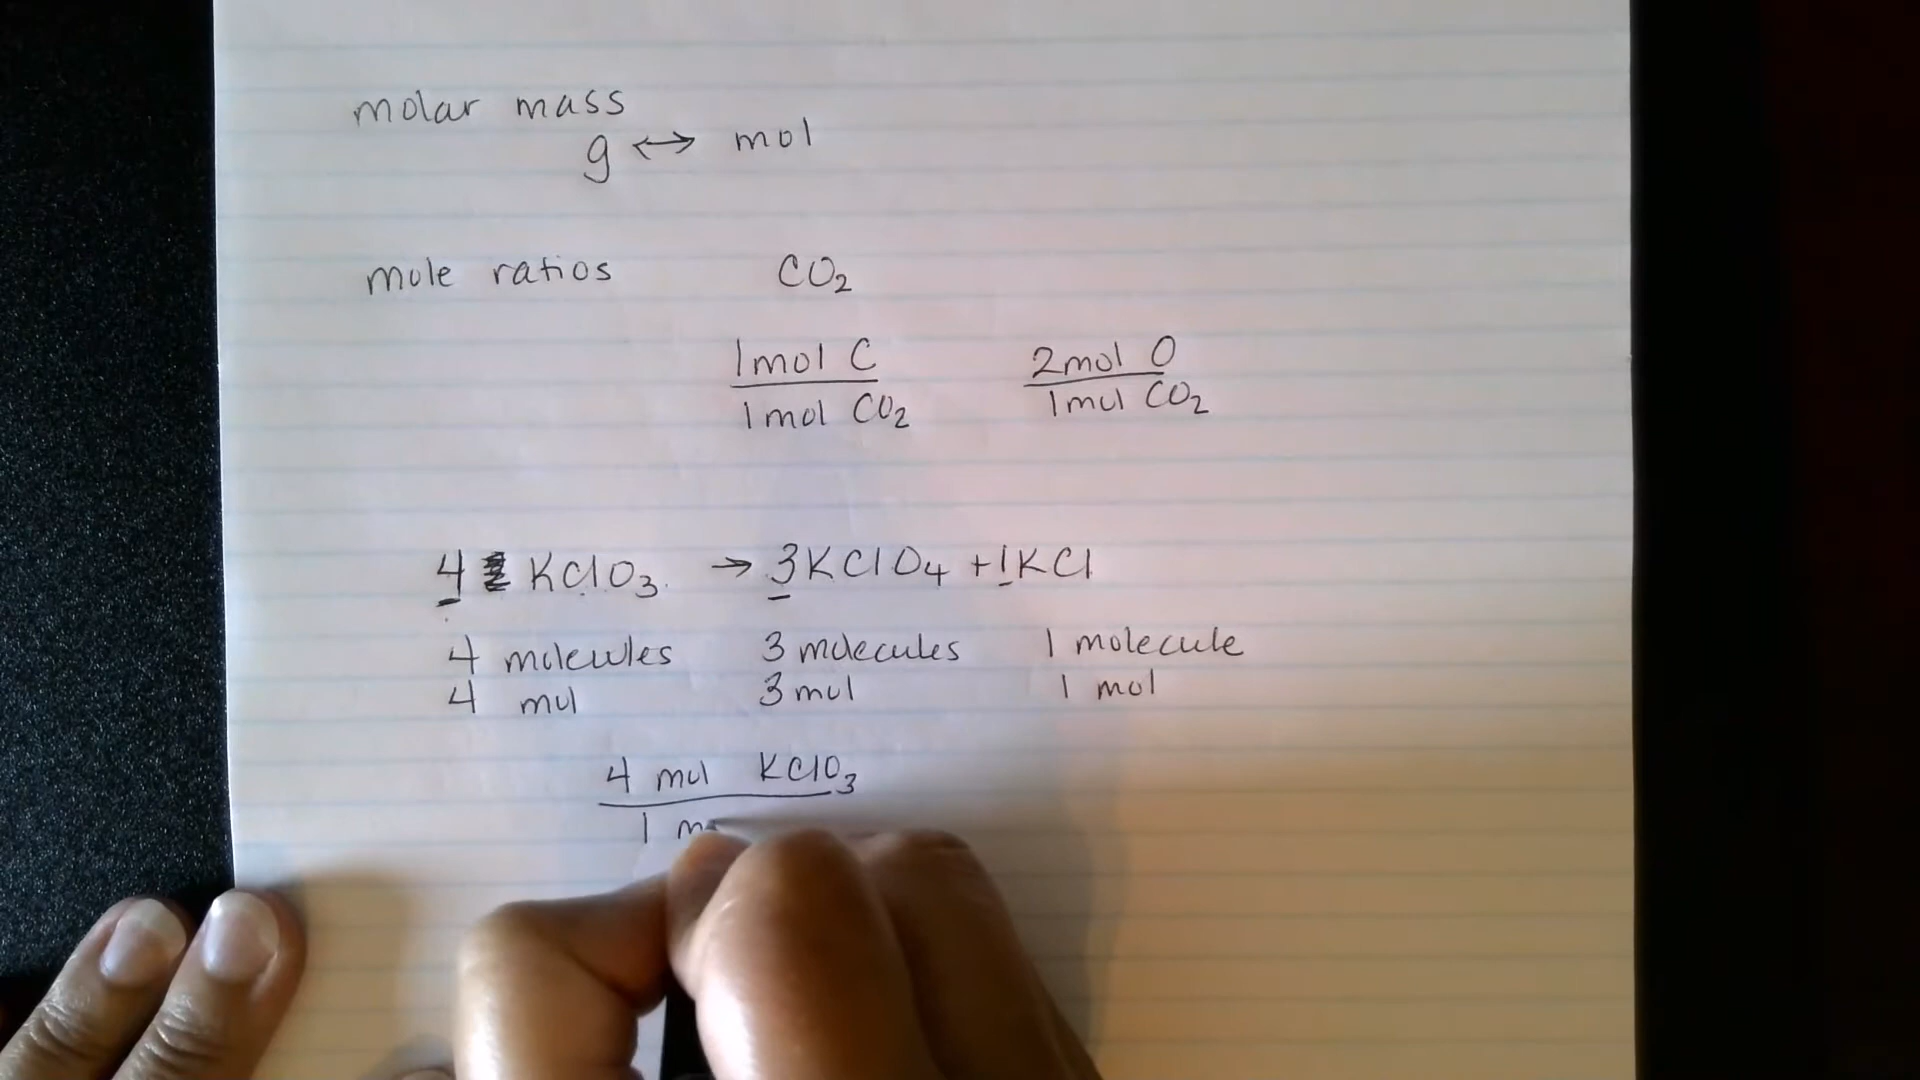 molar mass
g ↔ mol
mole ratios CO₂
1mol C 2mol O
1mol CO₂ 1mol CO₂
4 KClO₃ → 3KClO₄ + 1KCl
4 molecules 3 molecules 1 molecule
4 mol 3 mol 1 mol
4 mol KClO₃
1